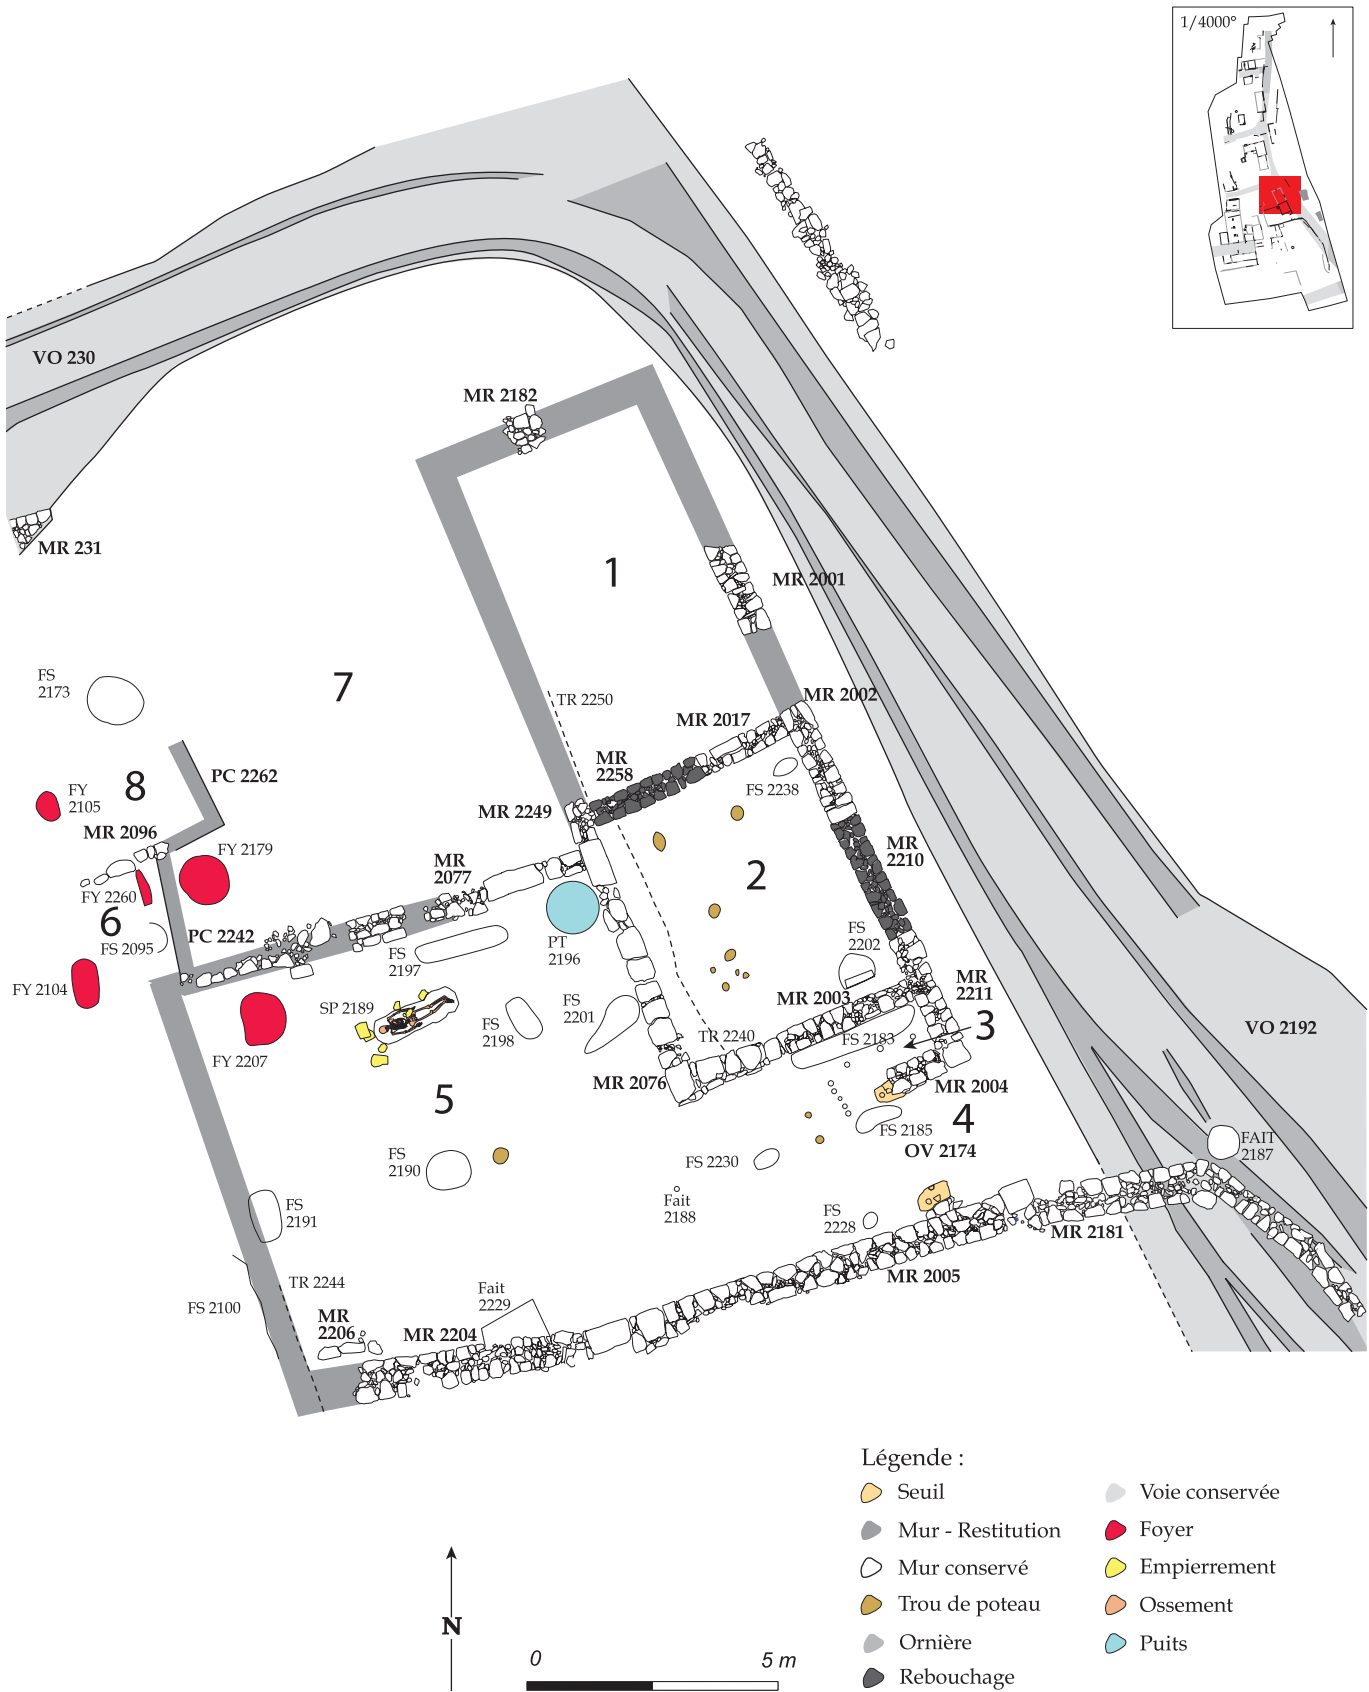 1/4000°
VO 230
MR 2182
MR 231
1
MR 2001
FS
2173
7
TR 2250
MR 2002
MR 2017
8
PC 2262
MR
2258
FS 2238
FY
2105
MR 2096
MR 2249
FY 2179
MR
2077
MR
2210
2
FY 2260
6
FS 2095
PC 2242
FS
2197
PT
2196
FS
2202
FY 2104
SP 2189
FS
2198
FS
2201
MR 2003
MR
2211
FS 2183
3
VO 2192
FY 2207
TR 2240
MR 2076
MR 2004
5
4
FS 2185
OV 2174
FS
2190
FS 2230
FAIT
2187
FS
2191
Fait
2188
FS
2228
MR 2181
TR 2244
FS 2100
Fait
2229
MR 2005
MR
2206
MR 2204
Légende :
Seuil
Mur - Restitution
Mur conservé
Trou de poteau
Ornière
Rebouchage
Voie conservée
Foyer
Empierrement
Ossement
Puits
N
0 5 m